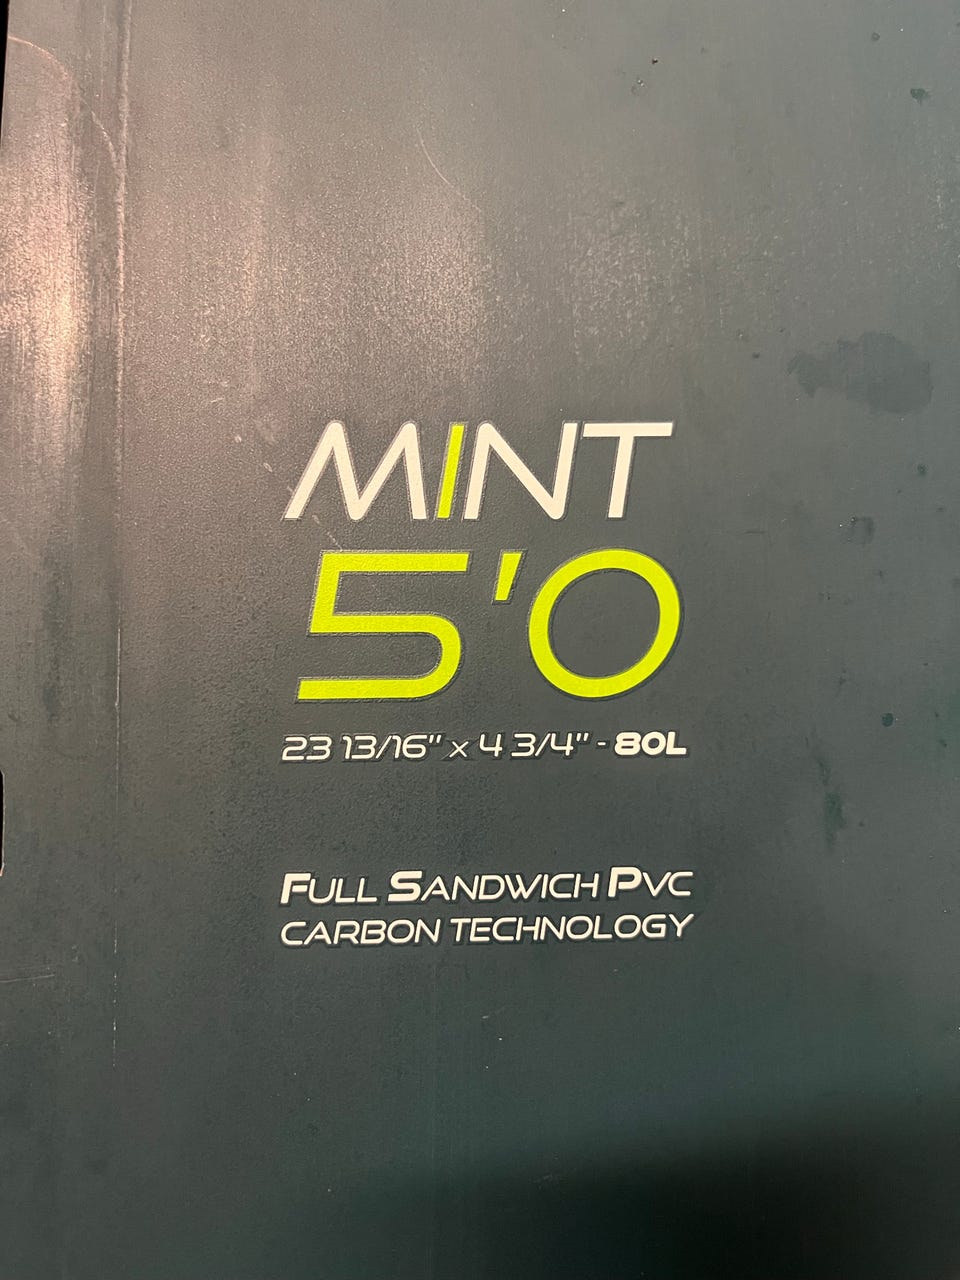 MINT
5'0
23 13/16" x 4 3/4" - 80L
FULL SANDWICH PVC
CARBON TECHNOLOGY